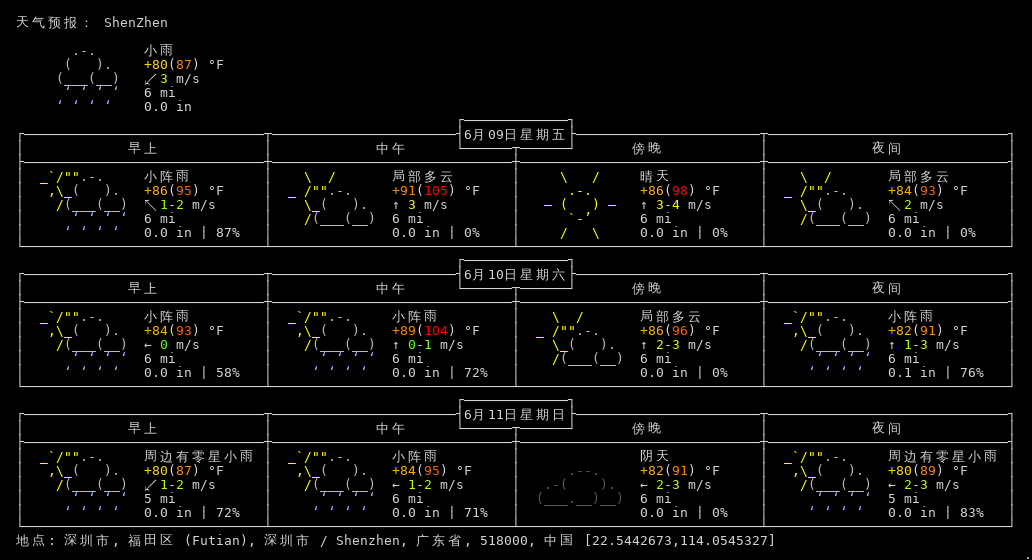 天气预报： ShenZhen
小雨
+80(87) °F
↙ 3 m/s
6 mi
0.0 in
6月09日星期五
早上 中午 傍晚 夜间
小阵雨 局部多云 晴天 局部多云
+86(95) °F +91(105) °F +86(98) °F +84(93) °F
↖ 1-2 m/s ↑ 3 m/s ↑ 3-4 m/s ↖ 2 m/s
6 mi 6 mi 6 mi 6 mi
0.0 in | 87% 0.0 in | 0% 0.0 in | 0% 0.0 in | 0%
6月10日星期六
早上 中午 傍晚 夜间
小阵雨 小阵雨 局部多云 小阵雨
+84(93) °F +89(104) °F +86(96) °F +82(91) °F
← 0 m/s ↑ 0-1 m/s ↑ 2-3 m/s ↑ 1-3 m/s
6 mi 6 mi 6 mi 6 mi
0.0 in | 58% 0.0 in | 72% 0.0 in | 0% 0.1 in | 76%
6月11日星期日
早上 中午 傍晚 夜间
周边有零星小雨 小阵雨 阴天 周边有零星小雨
+80(87) °F +84(95) °F +82(91) °F +80(89) °F
↙ 1-2 m/s ← 1-2 m/s ← 2-3 m/s ← 2-3 m/s
5 mi 6 mi 6 mi 5 mi
0.0 in | 72% 0.0 in | 71% 0.0 in | 0% 0.0 in | 83%
地点: 深圳市, 福田区 (Futian), 深圳市 / Shenzhen, 广东省, 518000, 中国 [22.5442673,114.0545327]